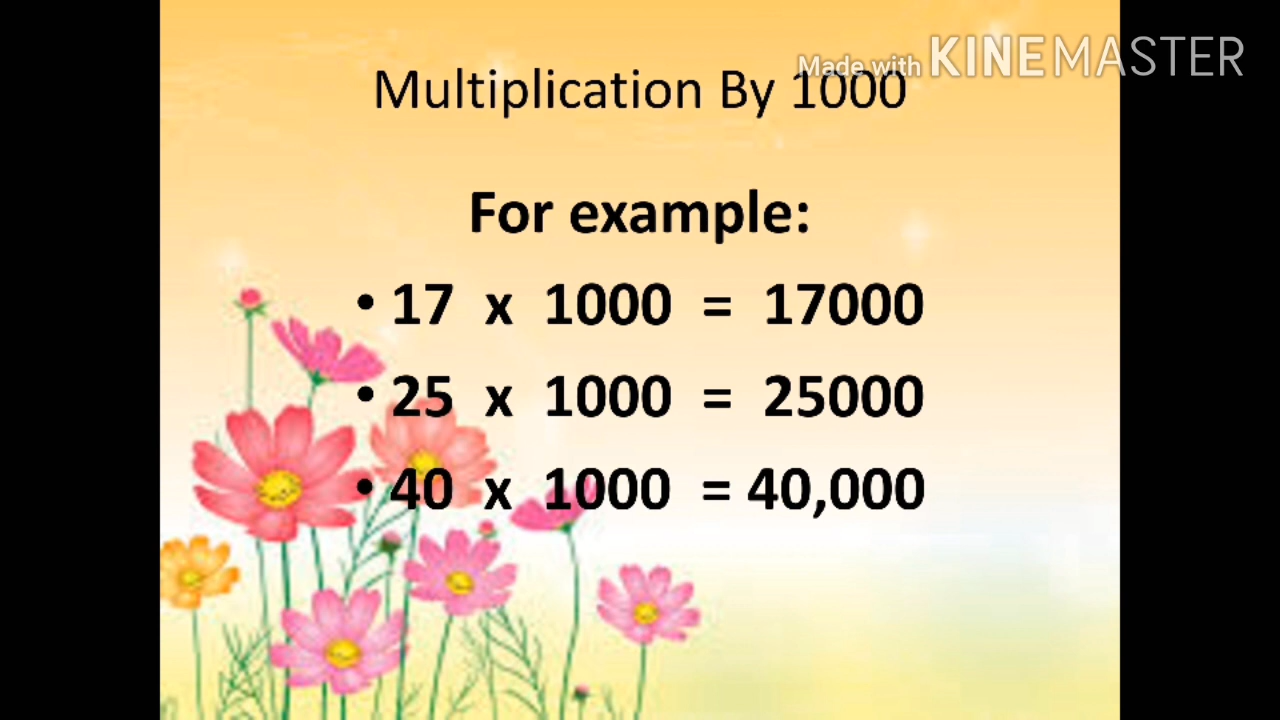 Made with KINEMASTER
Multiplication By 1000
For example:
• 17 x 1000 = 17000
• 25 x 1000 = 25000
• 40 x 1000 = 40,000